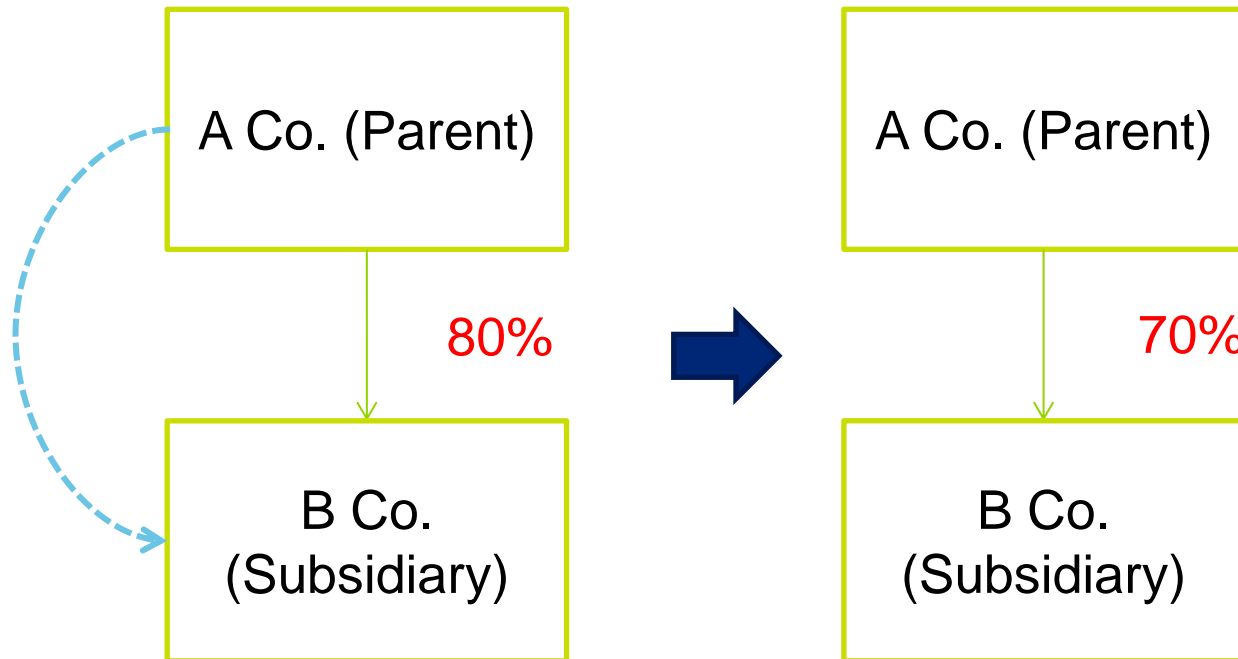 A Co. (Parent)
80%
B Co.
(Subsidiary)
A Co. (Parent)
70%
B Co.
(Subsidiary)